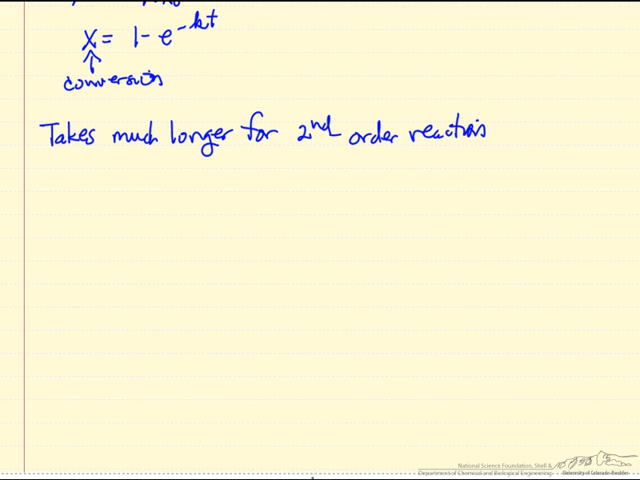 X = 1 - e^-kt
conversion
Takes much longer for 2nd order reactions
National Science Foundation, Shell &
Department of Chemical and Biological Engineering
University of Colorado Boulder